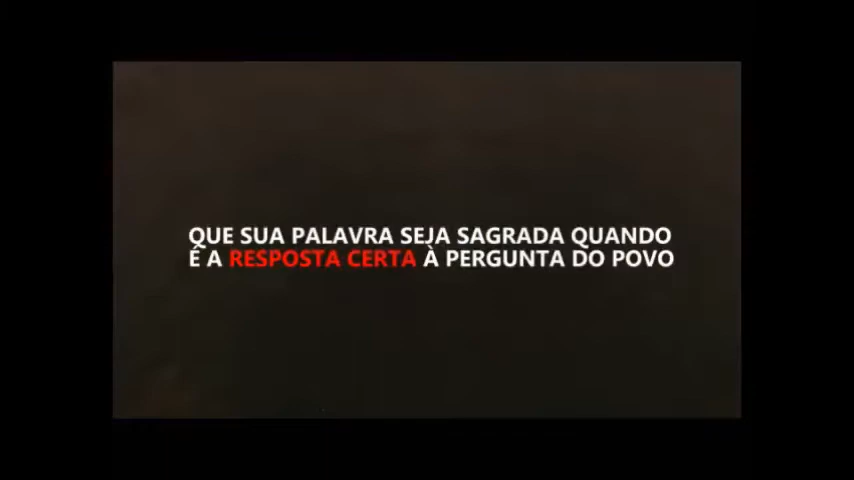 QUE SUA PALAVRA SEJA SAGRADA QUANDO
É A RESPOSTA CERTA À PERGUNTA DO POVO